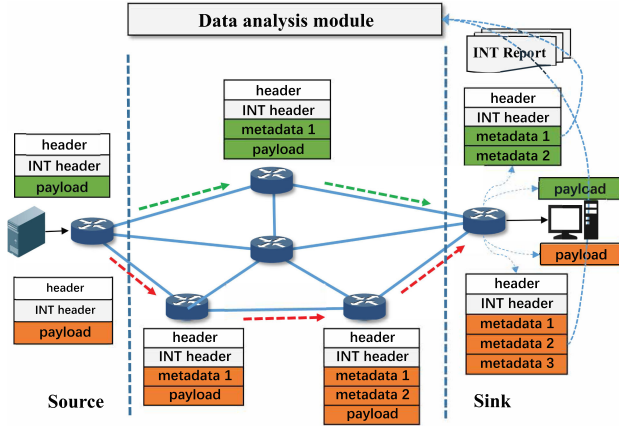 Data analysis module
INT Report
header
INT header
metadata 1
payload
header
INT header
metadata 1
metadata 2
header
INT header
payload
payload
payload
header
INT header
payload
header
INT header
metadata 1
metadata 2
metadata 3
header
INT header
metadata 1
payload
header
INT header
metadata 1
metadata 2
payload
Source
Sink